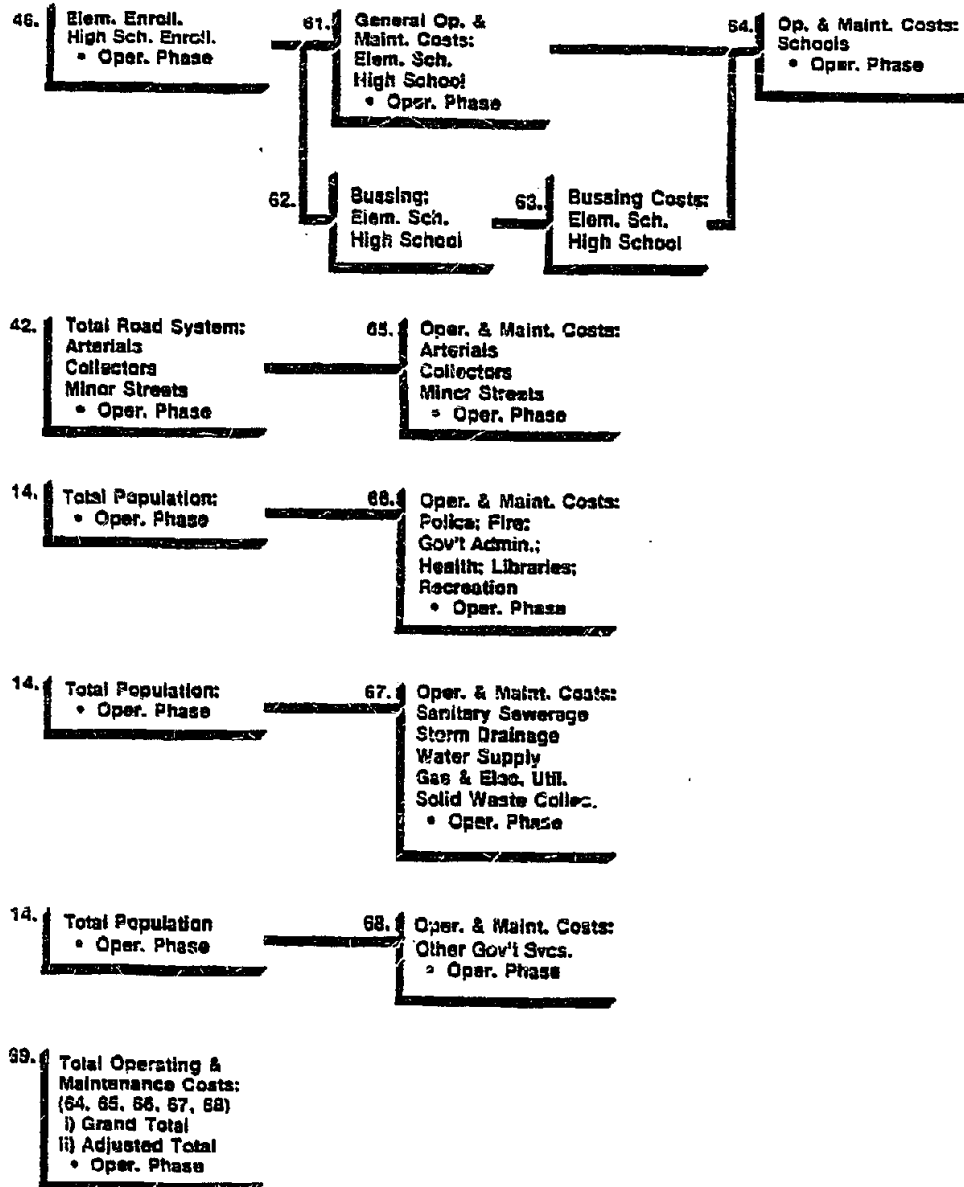 46. Elem. Enroll.
High Sch. Enroll.
• Oper. Phase
61. General Op. &
Maint. Costs:
Elem. Sch.
High School
• Oper. Phase
64. Op. & Maint. Costs:
Schools
• Oper. Phase
62. Bussing:
Elem. Sch.
High School
63. Bussing Costs:
Elem. Sch.
High School
42. Total Road System:
Arterials
Collectors
Minor Streets
• Oper. Phase
65. Oper. & Maint. Costs:
Arterials
Collectors
Minor Streets
• Oper. Phase
14. Total Population:
• Oper. Phase
66. Oper. & Maint. Costs:
Police; Fire;
Gov't Admin.;
Health; Libraries;
Recreation
• Oper. Phase
14. Total Population:
• Oper. Phase
67. Oper. & Maint. Costs:
Sanitary Sewerage
Storm Drainage
Water Supply
Gas & Elec. Util.
Solid Waste Collec.
• Oper. Phase
14. Total Population
• Oper. Phase
68. Oper. & Maint. Costs:
Other Gov't Svcs.
• Oper. Phase
69. Total Operating &
Maintenance Costs:
(64, 65, 66, 67, 68)
i) Grand Total
ii) Adjusted Total
• Oper. Phase